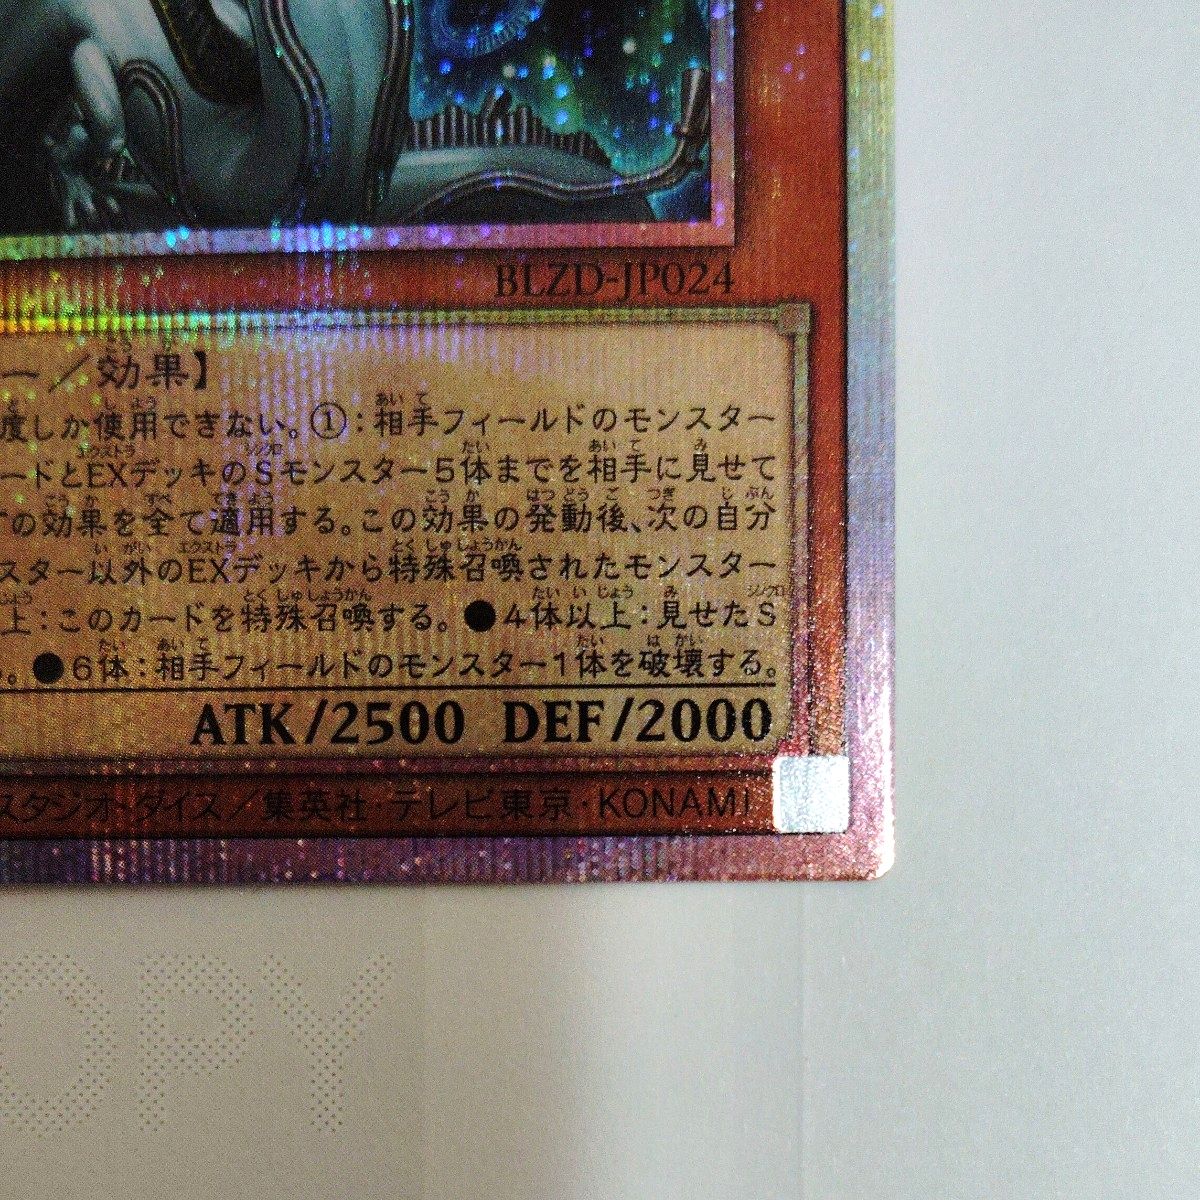 BLZD-JP024
ー／効果】
度しか使用できない。①：相手フィールドのモンスター
ードとEXデッキのSモンスター5体までを相手に見せて
の効果を全て適用する。この効果の発動後、次の自分
スター以外のEXデッキから特殊召喚されたモンスター
上：このカードを特殊召喚する。●4体以上：見せたS
。●6体：相手フィールドのモンスター1体を破壊する。
ATK/2500 DEF/2000
スタジオ・ダイス／集英社・テレビ東京・KONAMI
OPY